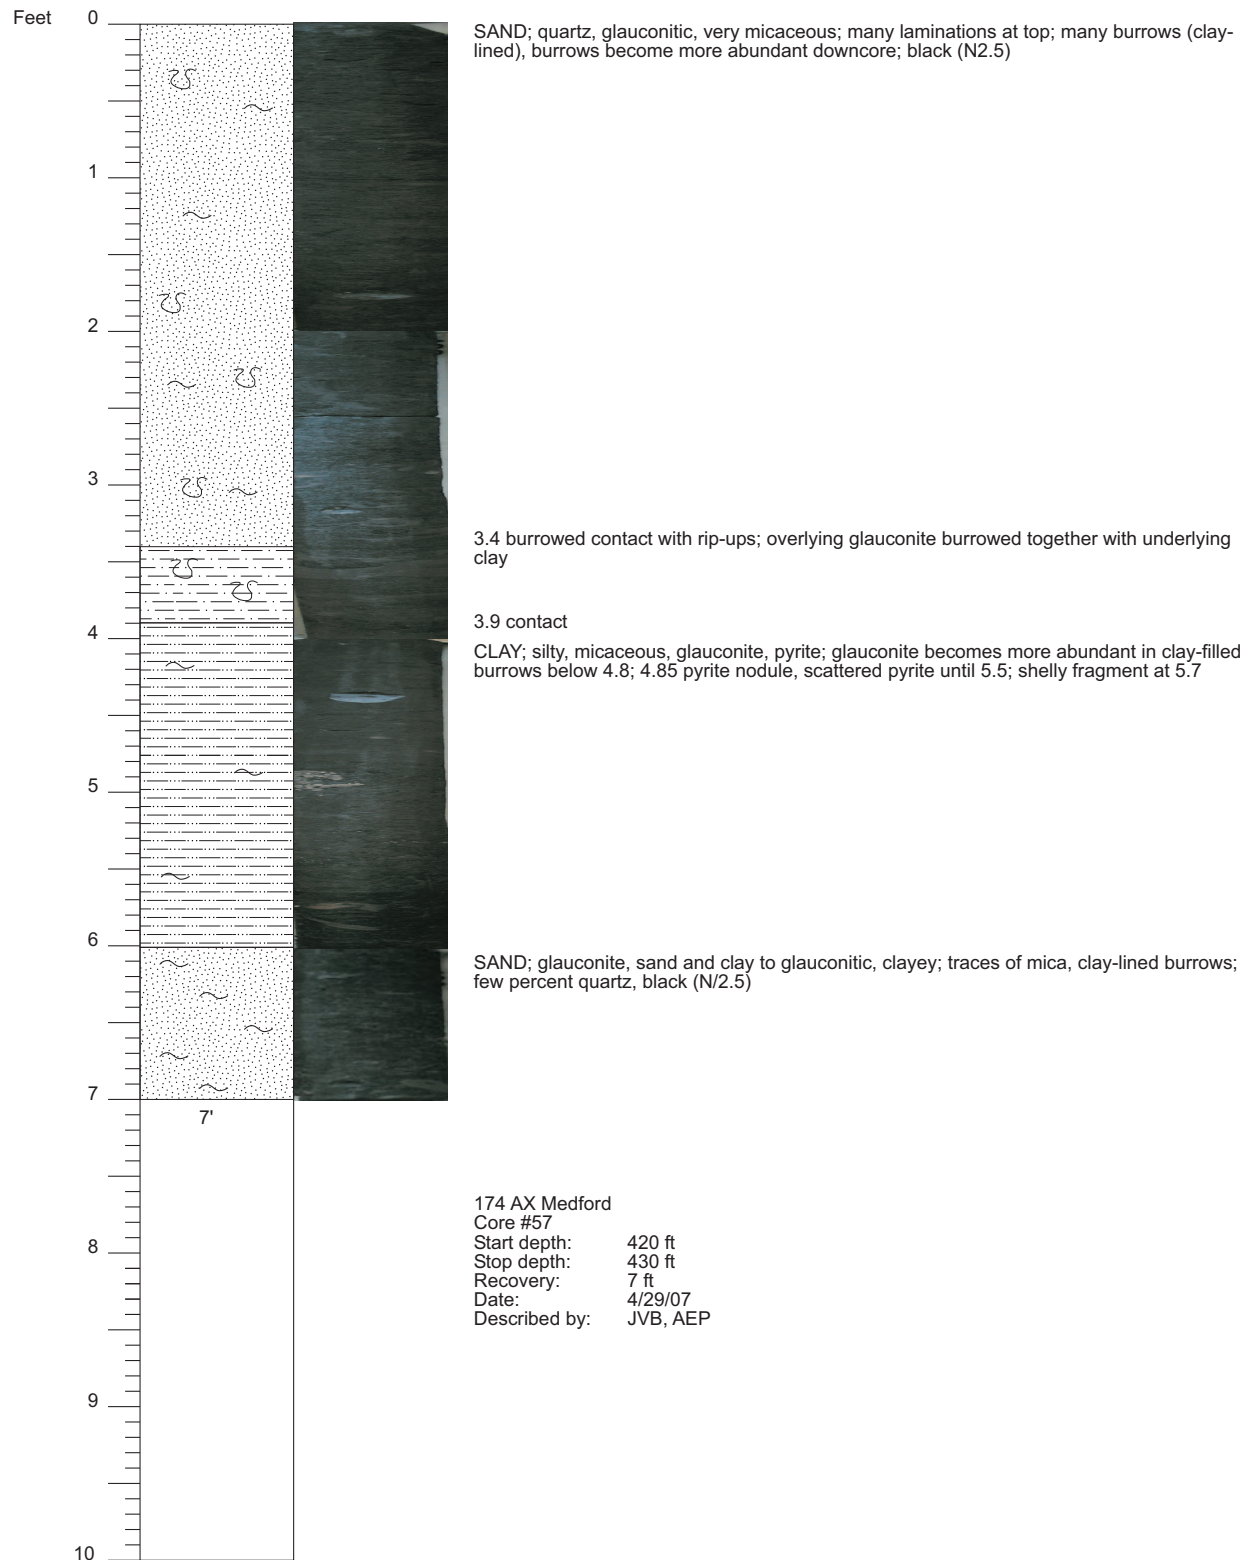 Feet 0
SAND; quartz, glauconitic, very micaceous; many laminations at top; many burrows (clay-
lined), burrows become more abundant downcore; black (N2.5)
1
2
3
3.4 burrowed contact with rip-ups; overlying glauconite burrowed together with underlying
clay
3.9 contact
4
CLAY; silty, micaceous, glauconite, pyrite; glauconite becomes more abundant in clay-filled
burrows below 4.8; 4.85 pyrite nodule, scattered pyrite until 5.5; shelly fragment at 5.7
5
6
SAND; glauconite, sand and clay to glauconitic, clayey; traces of mica, clay-lined burrows;
few percent quartz, black (N/2.5)
7
7'
174 AX Medford
Core #57
Start depth: 420 ft
8
Stop depth: 430 ft
Recovery: 7 ft
Date: 4/29/07
Described by: JVB, AEP
9
10